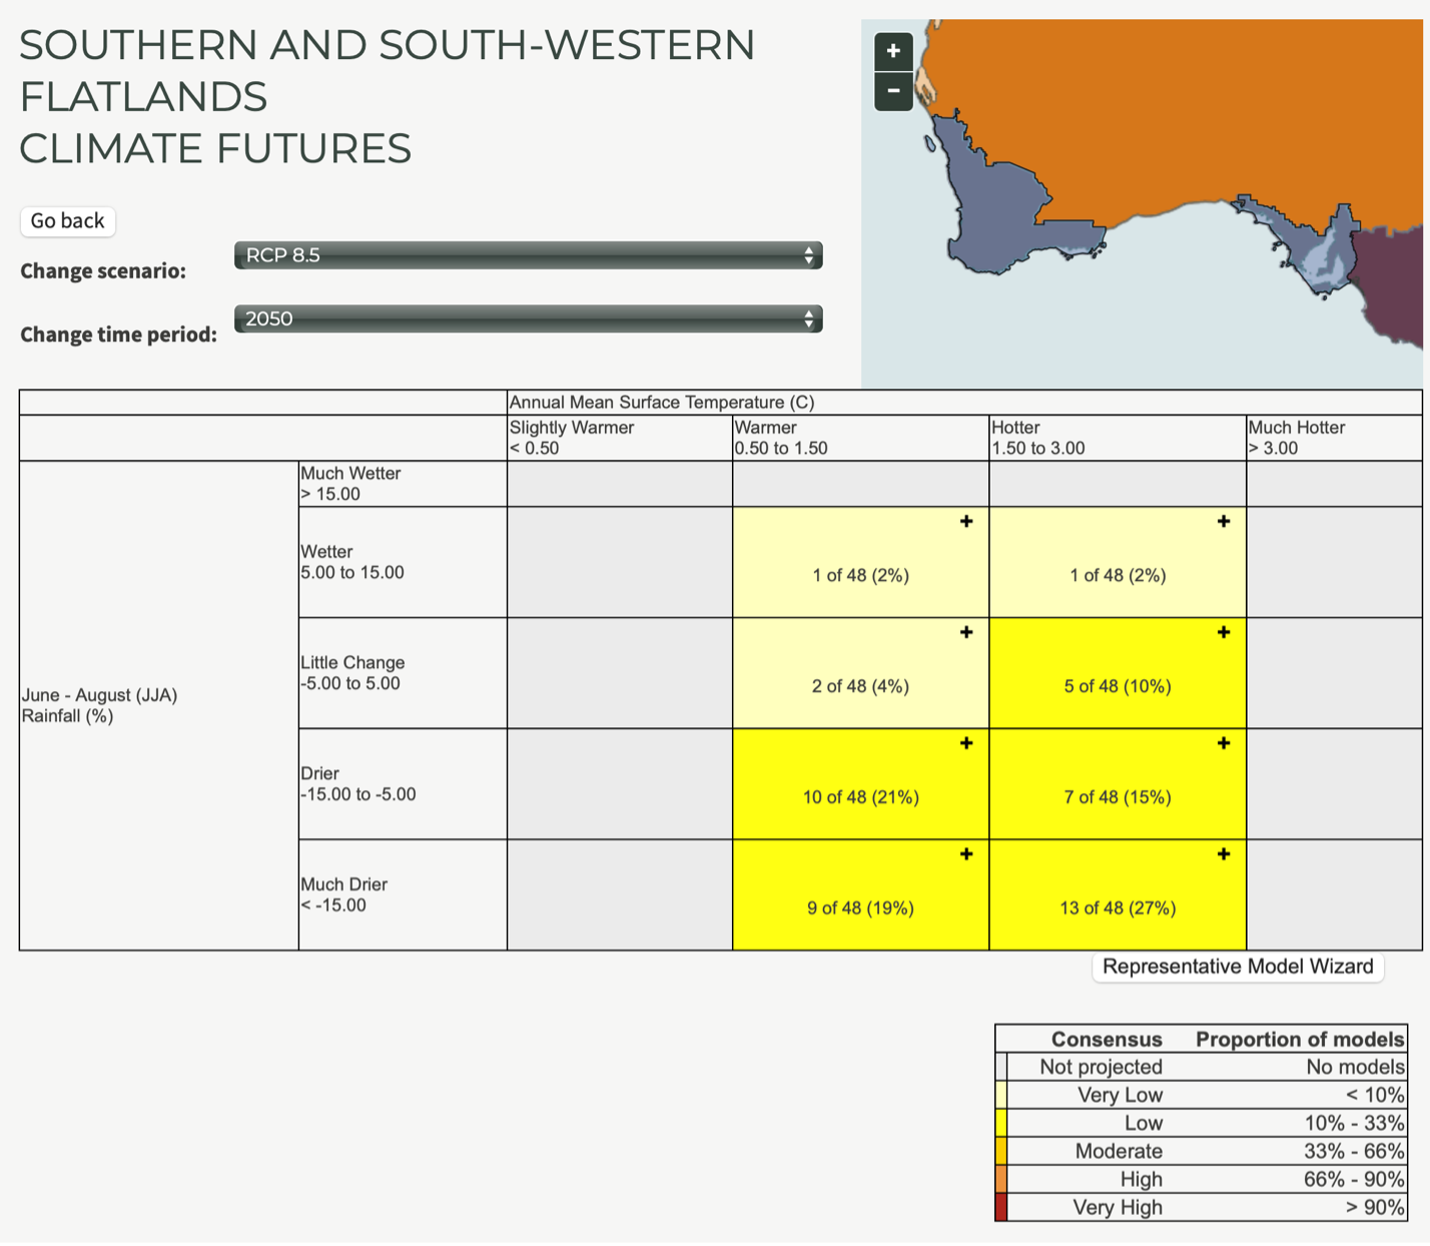 SOUTHERN AND SOUTH-WESTERN
FLATLANDS
CLIMATE FUTURES
+
−
Go back
Change scenario:
RCP 8.5
Change time period:
2050
Annual Mean Surface Temperature (C)
Slightly Warmer
< 0.50
Warmer
0.50 to 1.50
Hotter
1.50 to 3.00
Much Hotter
> 3.00
June - August (JJA)
Rainfall (%)
Much Wetter
> 15.00
Wetter
5.00 to 15.00
+
1 of 48 (2%)
+
1 of 48 (2%)
Little Change
-5.00 to 5.00
+
2 of 48 (4%)
+
5 of 48 (10%)
Drier
-15.00 to -5.00
+
10 of 48 (21%)
+
7 of 48 (15%)
Much Drier
< -15.00
+
9 of 48 (19%)
+
13 of 48 (27%)
Representative Model Wizard
Consensus Proportion of models
Not projected No models
Very Low < 10%
Low 10% - 33%
Moderate 33% - 66%
High 66% - 90%
Very High > 90%